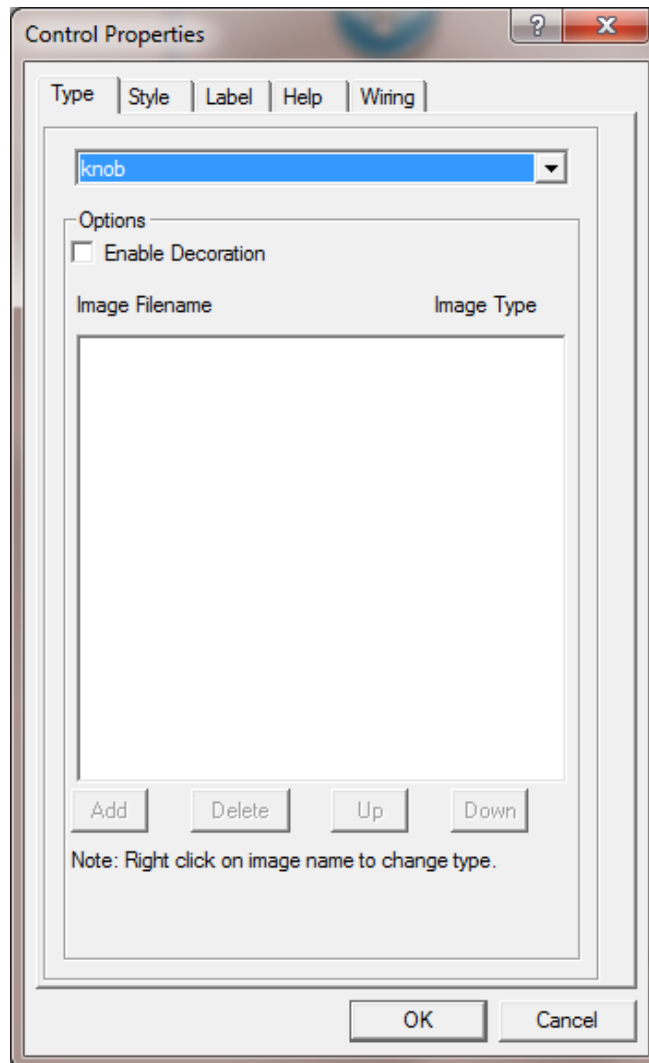 Control Properties
Type Style Label Help Wiring
knob
Options
Enable Decoration
Image Filename Image Type
Add Delete Up Down
Note: Right click on image name to change type.
OK Cancel